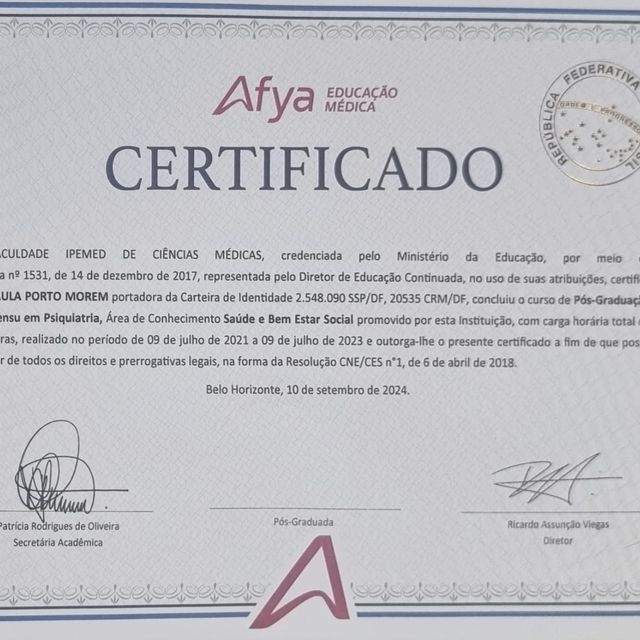 Afya EDUCAÇÃO
MÉDICA
REPÚBLICA FEDERATIVA
CERTIFICADO
CULDADE IPEMED DE CIÊNCIAS MÉDICAS, credenciada pelo Ministério da Educação, por meio
a nº 1531, de 14 de dezembro de 2017, representada pelo Diretor de Educação Continuada, no uso de suas atribuições, certifi
ULA PORTO MOREM portadora da Carteira de Identidade 2.548.090 SSP/DF, 20535 CRM/DF, concluiu o curso de Pós-Graduaç
ensu em Psiquiatria, Área de Conhecimento Saúde e Bem Estar Social promovido por esta Instituição, com carga horária total
ras, realizado no período de 09 de julho de 2021 a 09 de julho de 2023 e outorga-lhe o presente certificado a fim de que pos
r de todos os direitos e prerrogativas legais, na forma da Resolução CNE/CES n°1, de 6 de abril de 2018.
Belo Horizonte, 10 de setembro de 2024.
Patrícia Rodrigues de Oliveira
Secretária Acadêmica
Pós-Graduada
Ricardo Assunção Viegas
Diretor